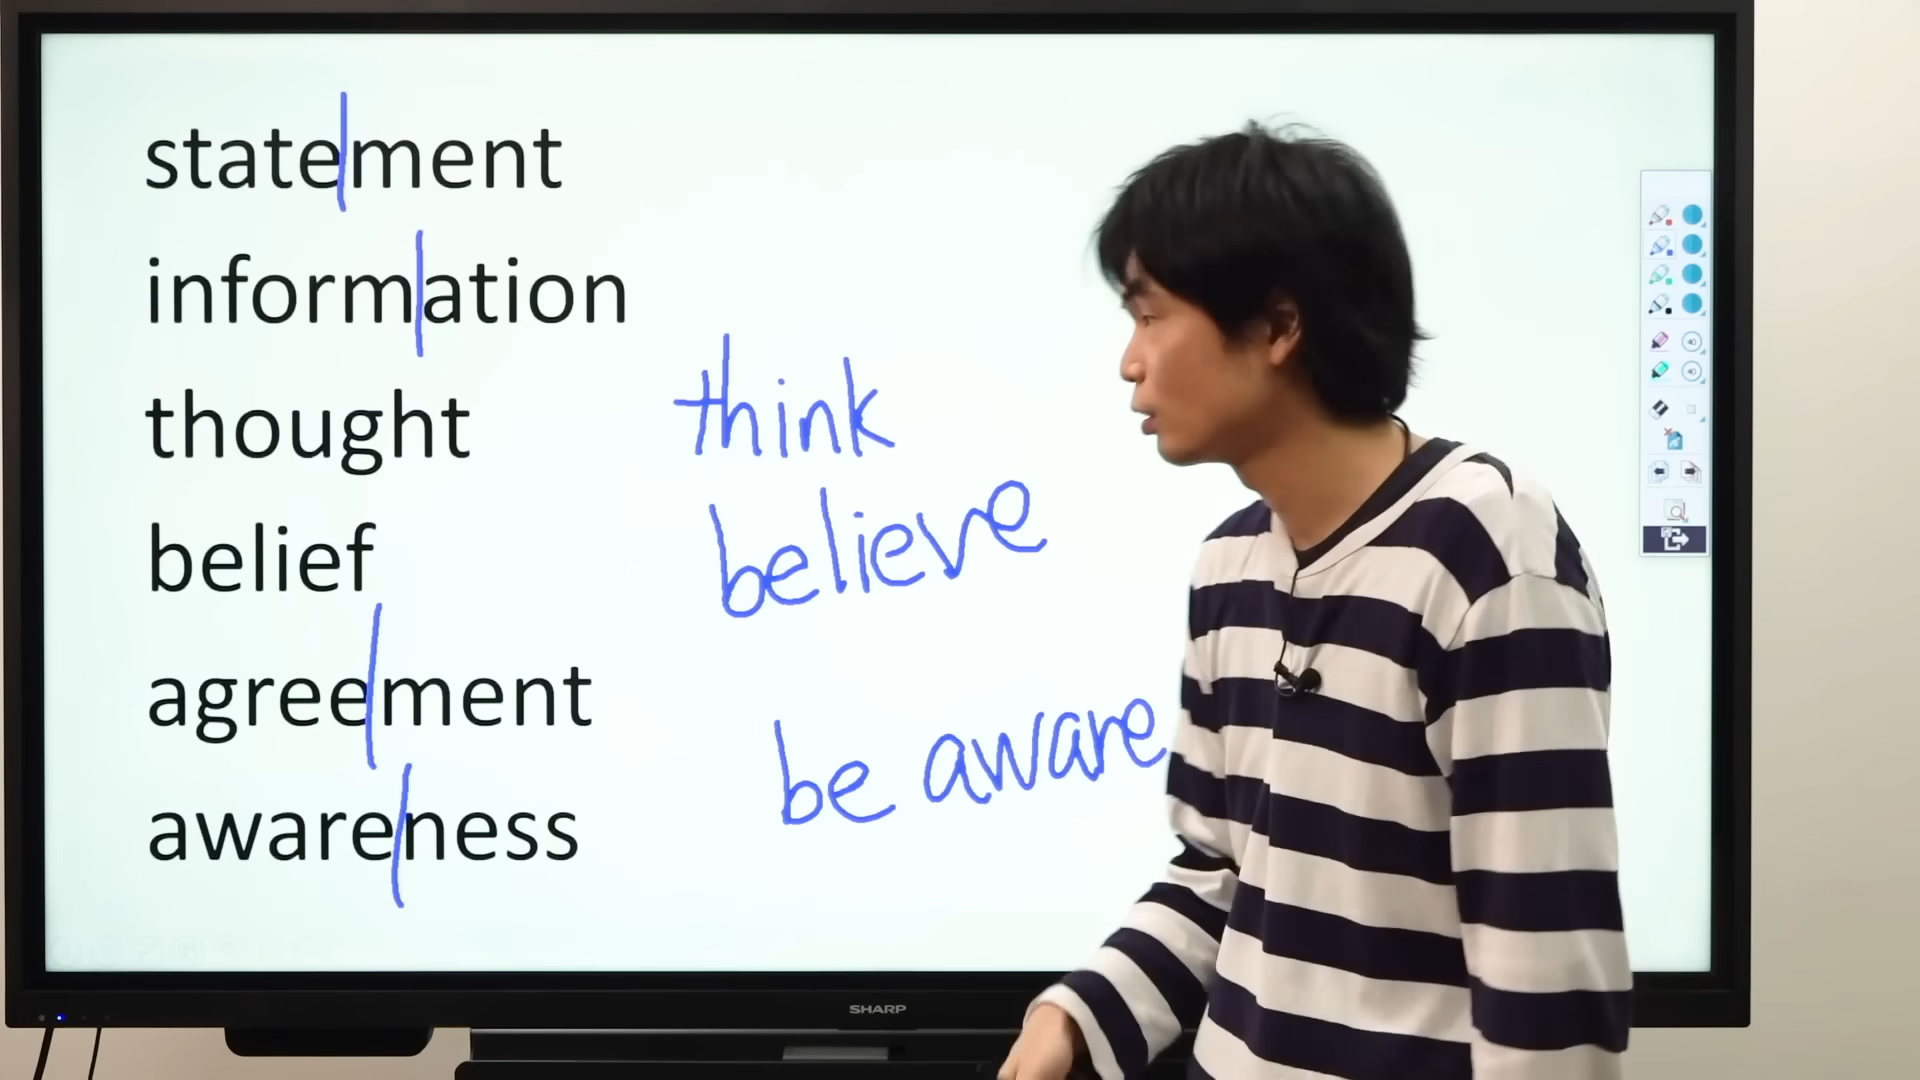 statement
information
thought
think
belief
believe
agreement
be aware
awareness
SHARP